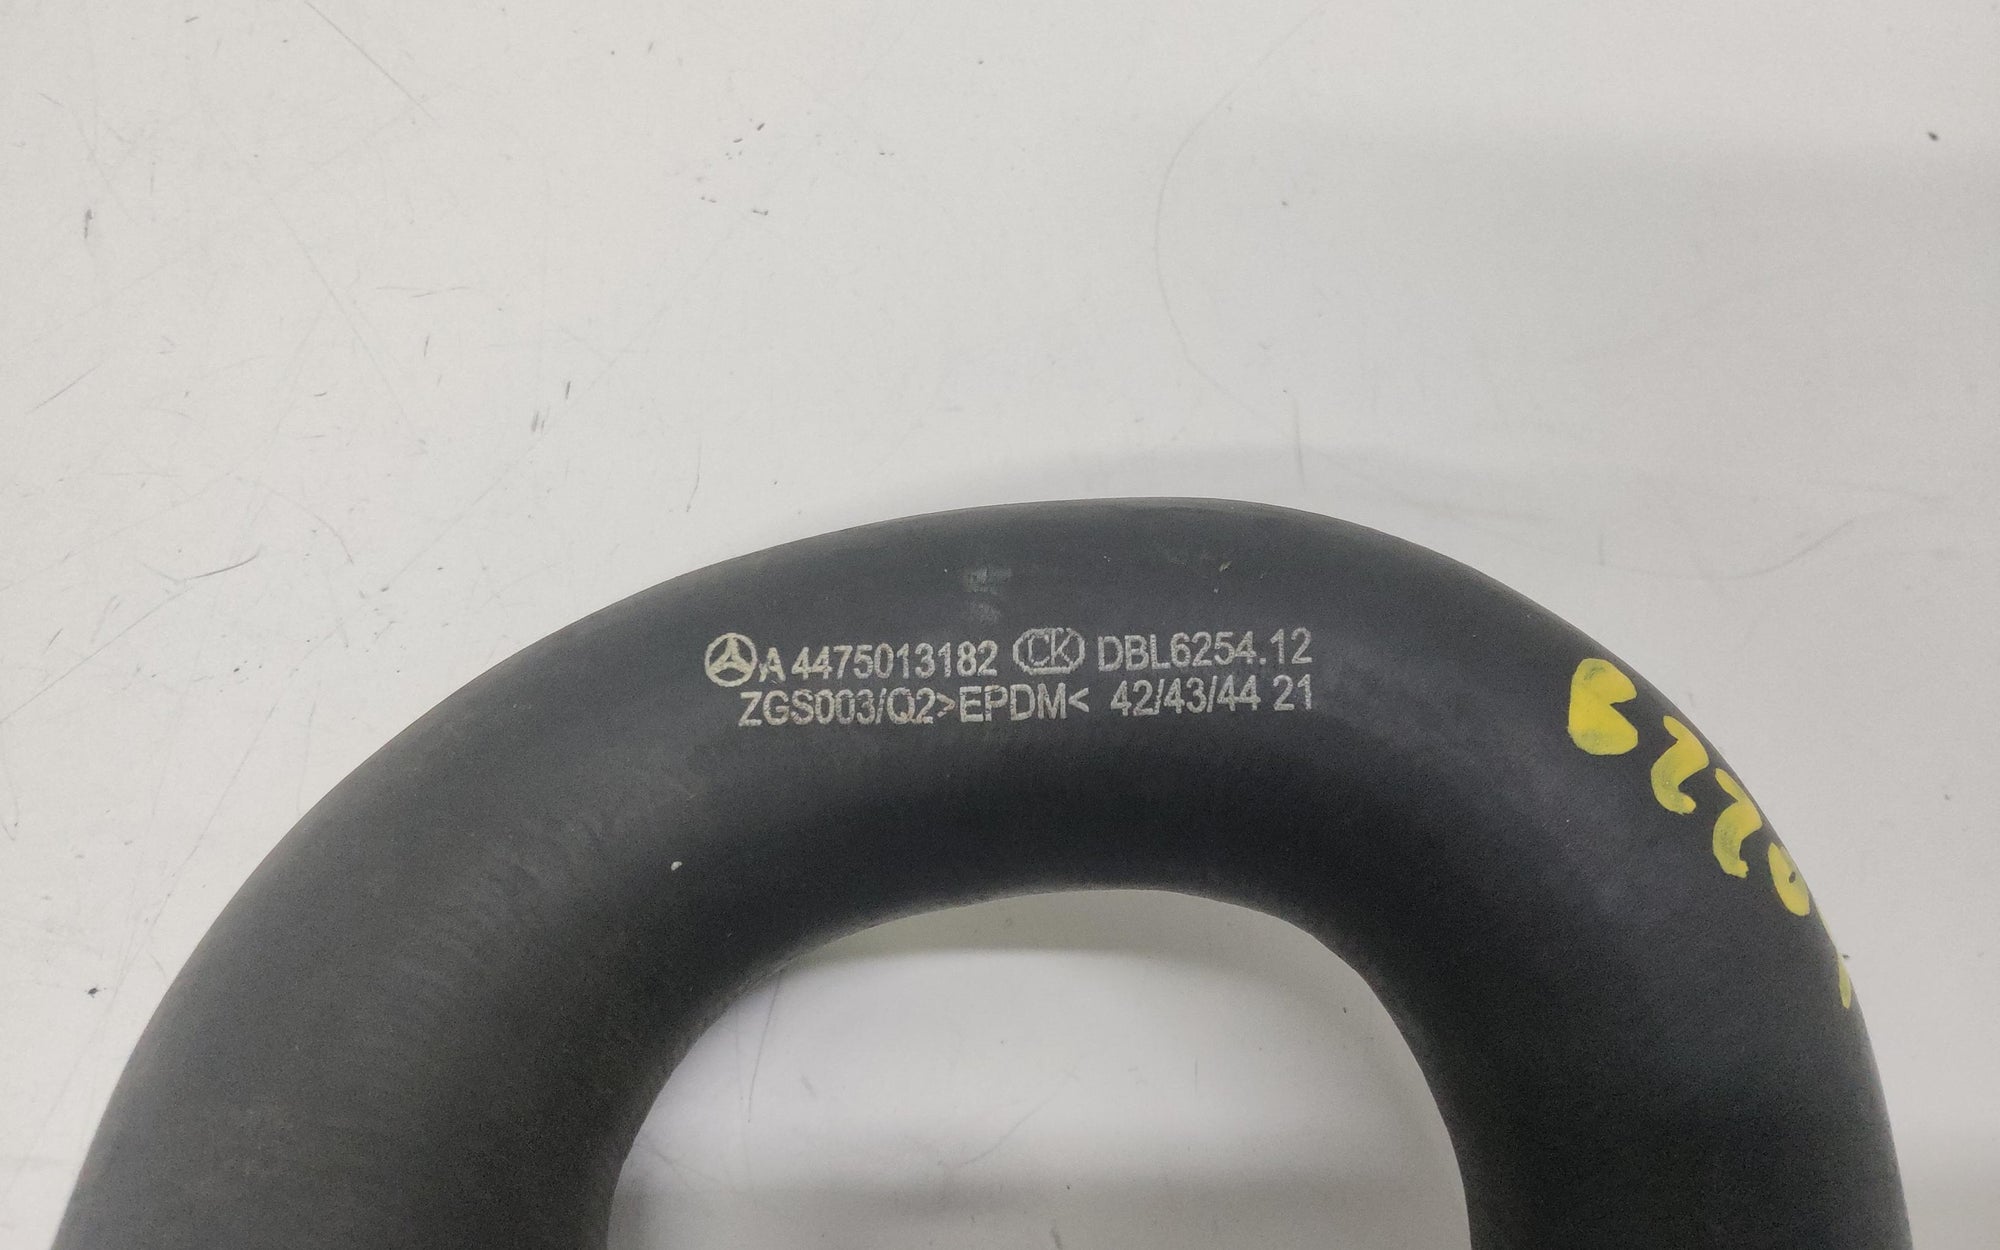 A 4475013182 CK DBL6254.12
ZGS003/Q2>EPDM< 42/43/44 21